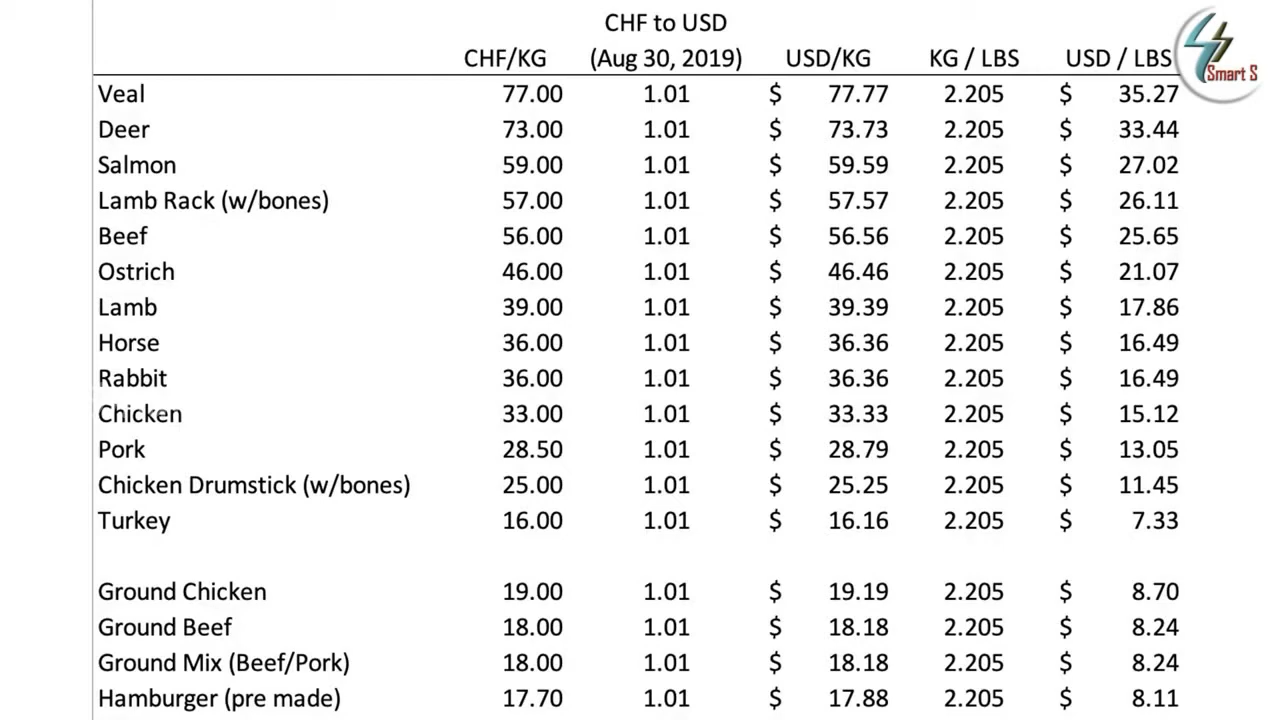 CHF to USD
CHF/KG (Aug 30, 2019) USD/KG KG / LBS USD / LBS
Smart S
Veal 77.00 1.01 $ 77.77 2.205 $ 35.27
Deer 73.00 1.01 $ 73.73 2.205 $ 33.44
Salmon 59.00 1.01 $ 59.59 2.205 $ 27.02
Lamb Rack (w/bones) 57.00 1.01 $ 57.57 2.205 $ 26.11
Beef 56.00 1.01 $ 56.56 2.205 $ 25.65
Ostrich 46.00 1.01 $ 46.46 2.205 $ 21.07
Lamb 39.00 1.01 $ 39.39 2.205 $ 17.86
Horse 36.00 1.01 $ 36.36 2.205 $ 16.49
Rabbit 36.00 1.01 $ 36.36 2.205 $ 16.49
Chicken 33.00 1.01 $ 33.33 2.205 $ 15.12
Pork 28.50 1.01 $ 28.79 2.205 $ 13.05
Chicken Drumstick (w/bones) 25.00 1.01 $ 25.25 2.205 $ 11.45
Turkey 16.00 1.01 $ 16.16 2.205 $ 7.33
Ground Chicken 19.00 1.01 $ 19.19 2.205 $ 8.70
Ground Beef 18.00 1.01 $ 18.18 2.205 $ 8.24
Ground Mix (Beef/Pork) 18.00 1.01 $ 18.18 2.205 $ 8.24
Hamburger (pre made) 17.70 1.01 $ 17.88 2.205 $ 8.11